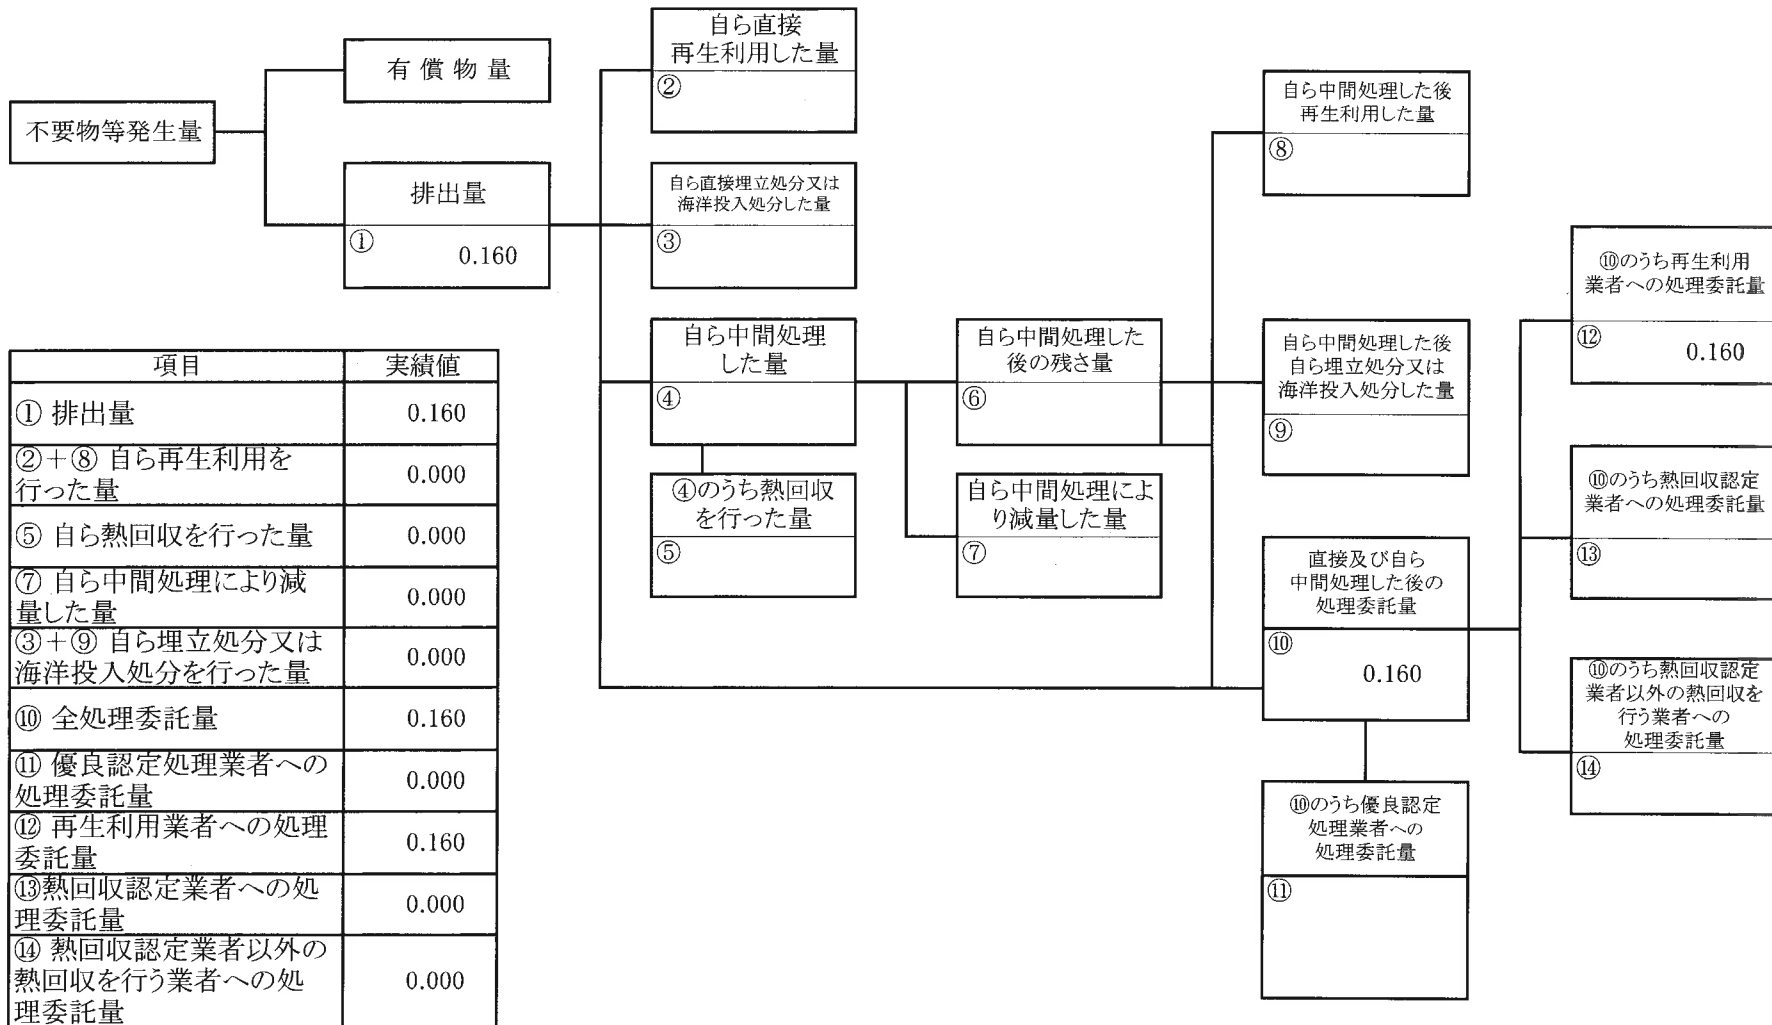 不要物等発生量
有償物量
排出量
①
0.160
自ら直接
再生利用した量
②
自ら直接埋立処分又は
海洋投入処分した量
③
自ら中間処理
した量
④
④のうち熱回収
を行った量
⑤
自ら中間処理した
後の残さ量
⑥
自ら中間処理によ
り減量した量
⑦
自ら中間処理した後
再生利用した量
⑧
自ら中間処理した後
自ら埋立処分又は
海洋投入処分した量
⑨
直接及び自ら
中間処理した後の
処理委託量
⑩
0.160
⑩のうち優良認定
処理業者への
処理委託量
⑪
⑩のうち再生利用
業者への処理委託量
⑫
0.160
⑩のうち熱回収認定
業者への処理委託量
⑬
⑩のうち熱回収認定
業者以外の熱回収を
行う業者への
処理委託量
⑭
項目 実績値
① 排出量 0.160
②+⑧ 自ら再生利用を
行った量 0.000
⑤ 自ら熱回収を行った量 0.000
⑦ 自ら中間処理により減
量した量 0.000
③+⑨ 自ら埋立処分又は
海洋投入処分を行った量 0.000
⑩ 全処理委託量 0.160
⑪ 優良認定処理業者への
処理委託量 0.000
⑫ 再生利用業者への処理
委託量 0.160
⑬熱回収認定業者への処
理委託量 0.000
⑭ 熱回収認定業者以外の
熱回収を行う業者への処
理委託量 0.000